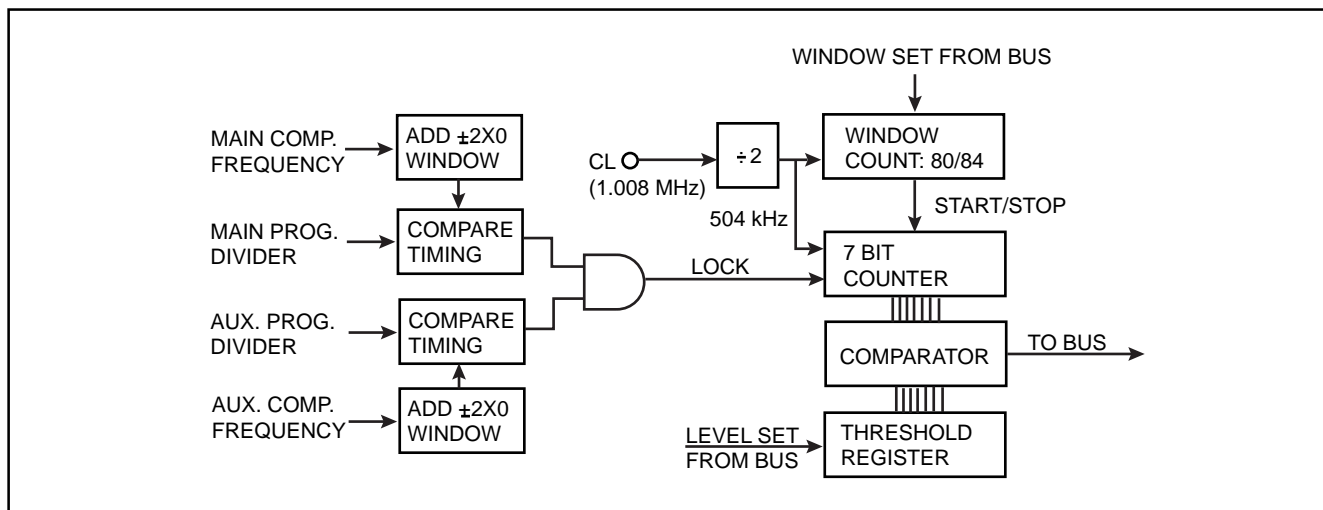 WINDOW SET FROM BUS
MAIN COMP.
FREQUENCY
ADD ±2X0
WINDOW
CL
(1.008 MHz)
÷2
WINDOW
COUNT: 80/84
START/STOP
504 kHz
MAIN PROG.
DIVIDER
COMPARE
TIMING
LOCK
7 BIT
COUNTER
AUX. PROG.
DIVIDER
COMPARE
TIMING
COMPARATOR
TO BUS
AUX. COMP.
FREQUENCY
ADD ±2X0
WINDOW
LEVEL SET
FROM BUS
THRESHOLD
REGISTER